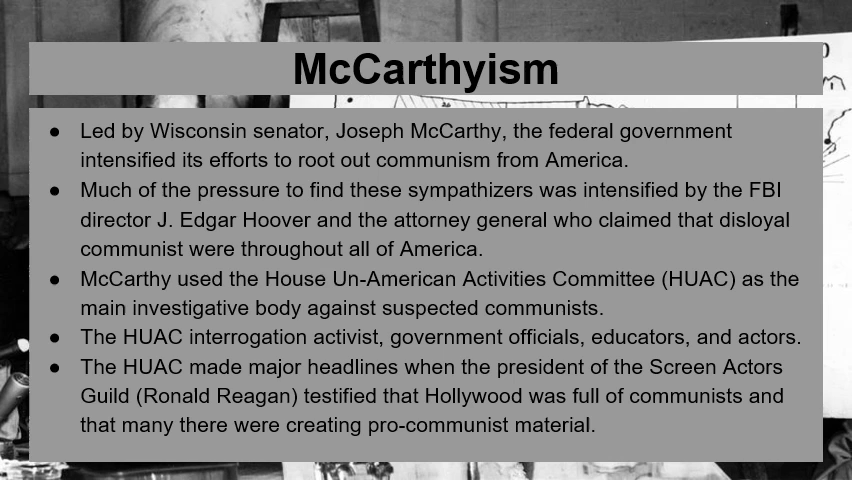 McCarthyism
● Led by Wisconsin senator, Joseph McCarthy, the federal government
intensified its efforts to root out communism from America.
● Much of the pressure to find these sympathizers was intensified by the FBI
director J. Edgar Hoover and the attorney general who claimed that disloyal
communist were throughout all of America.
● McCarthy used the House Un-American Activities Committee (HUAC) as the
main investigative body against suspected communists.
● The HUAC interrogation activist, government officials, educators, and actors.
● The HUAC made major headlines when the president of the Screen Actors
Guild (Ronald Reagan) testified that Hollywood was full of communists and
that many there were creating pro-communist material.